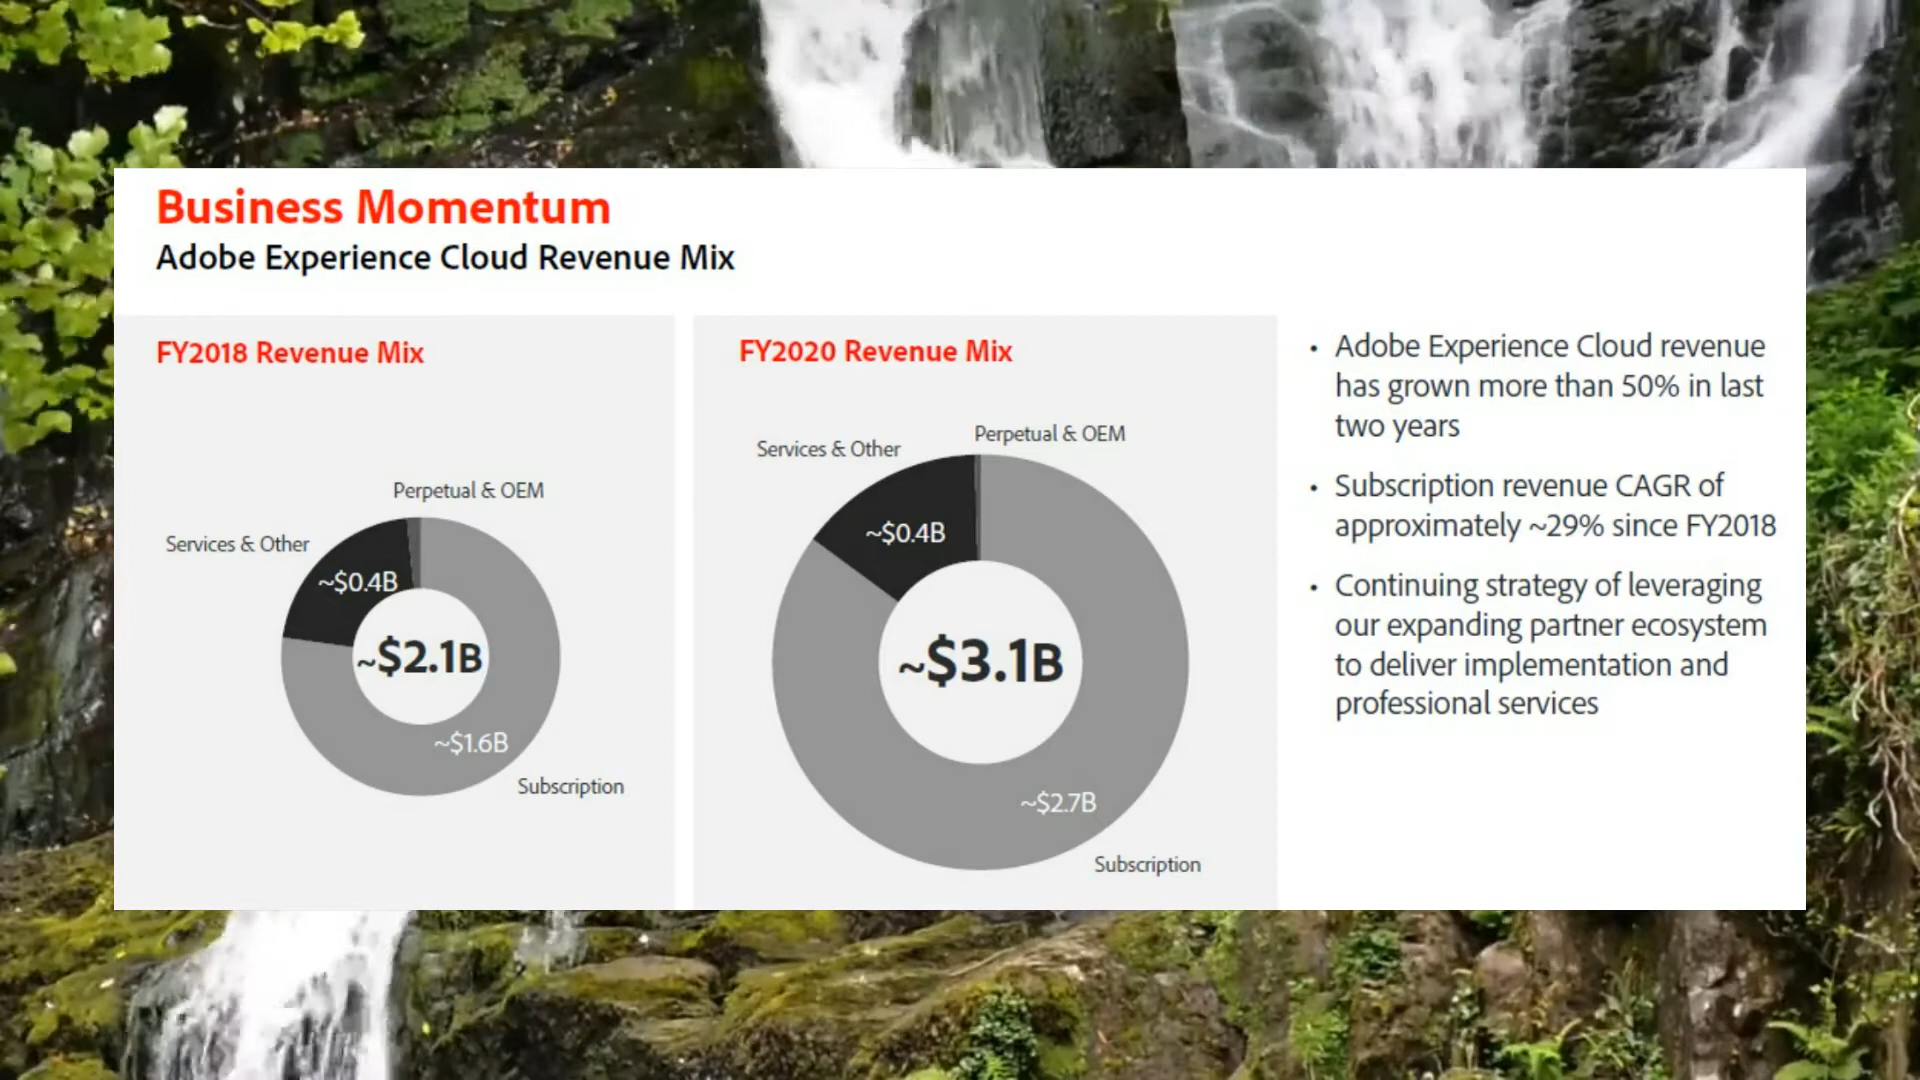 Business Momentum
Adobe Experience Cloud Revenue Mix
FY2018 Revenue Mix
Perpetual & OEM
Services & Other
~$0.4B
~$2.1B
~$1.6B
Subscription
FY2020 Revenue Mix
Perpetual & OEM
Services & Other
~$0.4B
~$3.1B
~$2.7B
Subscription
• Adobe Experience Cloud revenue
has grown more than 50% in last
two years
• Subscription revenue CAGR of
approximately ~29% since FY2018
• Continuing strategy of leveraging
our expanding partner ecosystem
to deliver implementation and
professional services